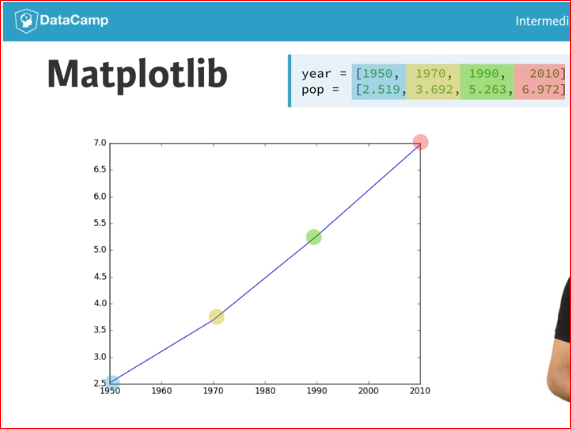 DataCamp
Intermedi
Matplotlib
year = [1950, 1970, 1990, 2010]
pop = [2.519, 3.692, 5.263, 6.972]
7.0
6.5
6.0
5.5
5.0
4.5
4.0
3.5
3.0
2.5
1950 1960 1970 1980 1990 2000 2010